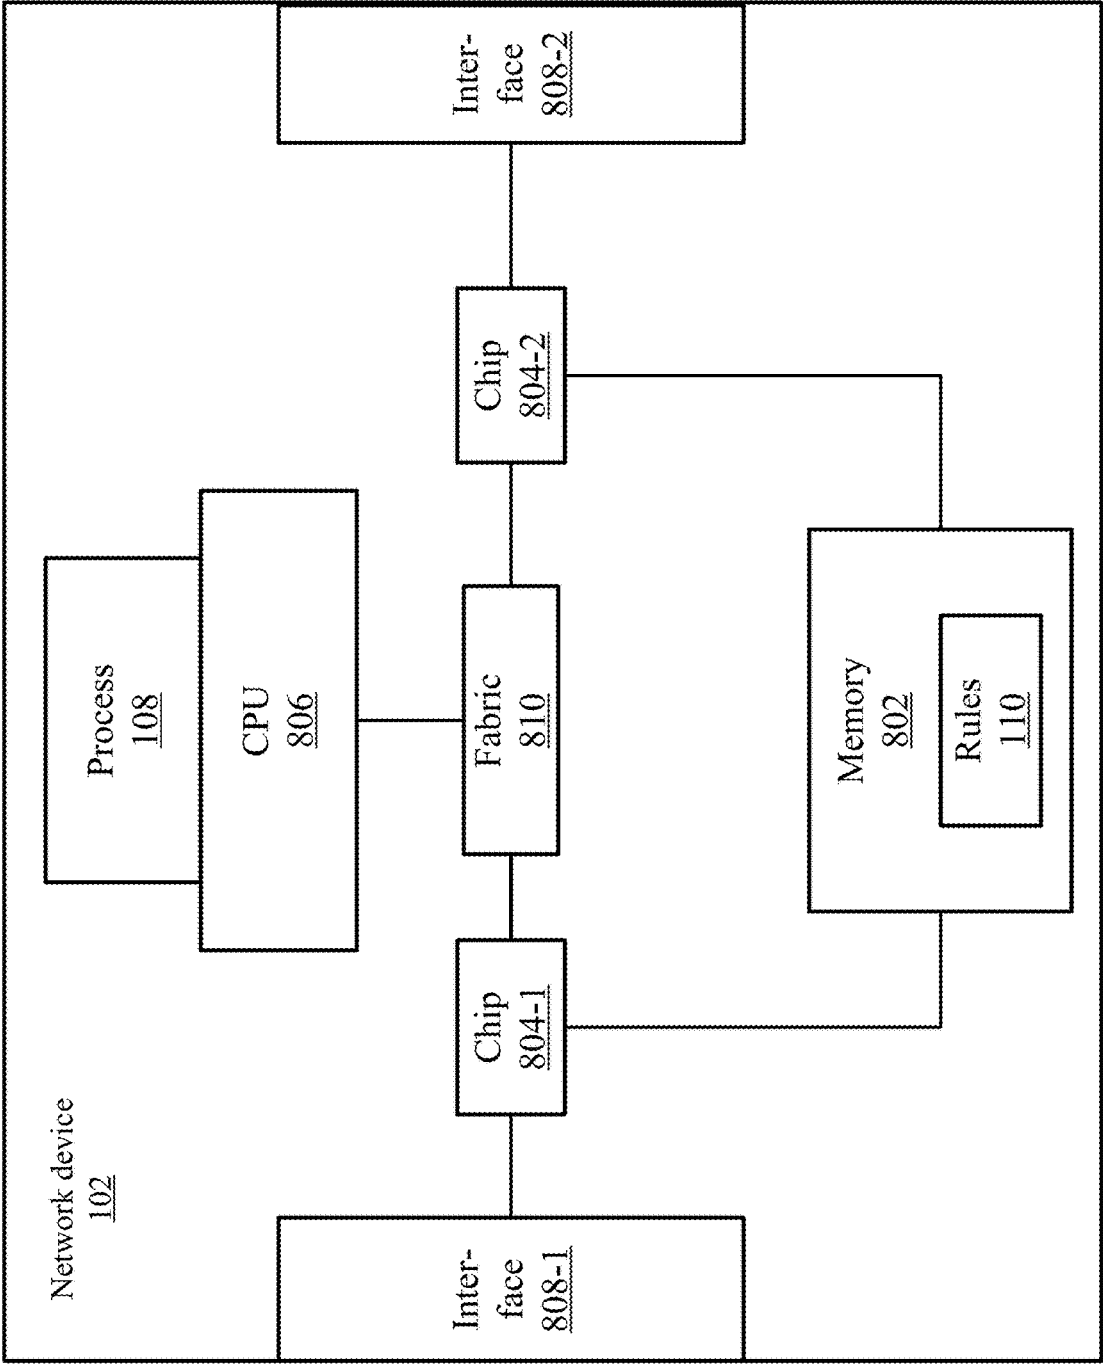 Network device
102
Process
108
CPU
806
Inter-
face
808-1
Chip
804-1
Fabric
810
Chip
804-2
Inter-
face
808-2
Memory
802
Rules
110